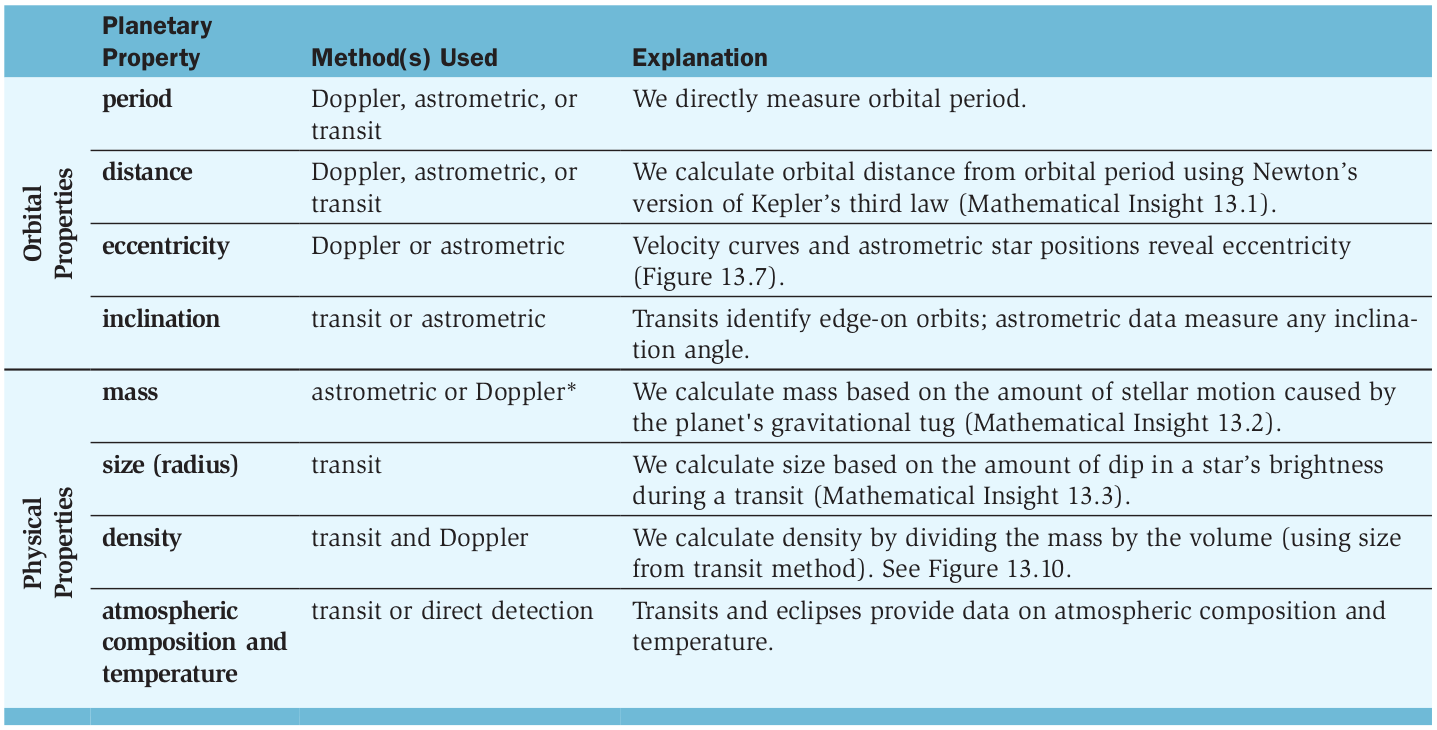 Planetary
Property
Method(s) Used
Explanation
Orbital
Properties
period
Doppler, astrometric, or
transit
We directly measure orbital period.
distance
Doppler, astrometric, or
transit
We calculate orbital distance from orbital period using Newton’s
version of Kepler’s third law (Mathematical Insight 13.1).
eccentricity
Doppler or astrometric
Velocity curves and astrometric star positions reveal eccentricity
(Figure 13.7).
inclination
transit or astrometric
Transits identify edge-on orbits; astrometric data measure any inclina-
tion angle.
Physical
Properties
mass
astrometric or Doppler*
We calculate mass based on the amount of stellar motion caused by
the planet's gravitational tug (Mathematical Insight 13.2).
size (radius)
transit
We calculate size based on the amount of dip in a star’s brightness
during a transit (Mathematical Insight 13.3).
density
transit and Doppler
We calculate density by dividing the mass by the volume (using size
from transit method). See Figure 13.10.
atmospheric
composition and
temperature
transit or direct detection
Transits and eclipses provide data on atmospheric composition and
temperature.